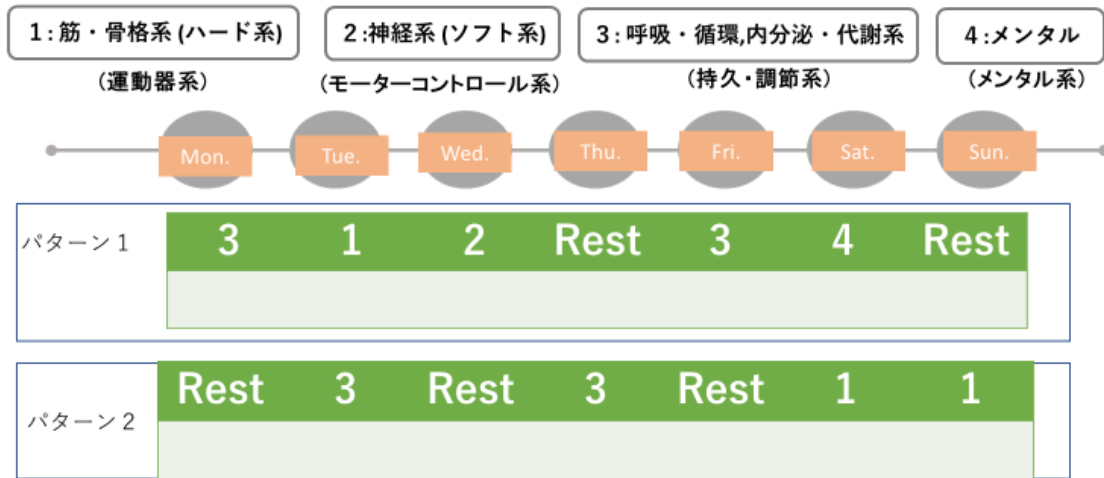 1:筋・骨格系 (ハード系) 2:神経系 (ソフト系) 3:呼吸・循環,内分泌・代謝系 4:メンタル
(運動器系) (モーターコントロール系) (持久・調節系) (メンタル系)
Mon. Tue. Wed. Thu. Fri. Sat. Sun.
パターン1 3 1 2 Rest 3 4 Rest
パターン2 Rest 3 Rest 3 Rest 1 1